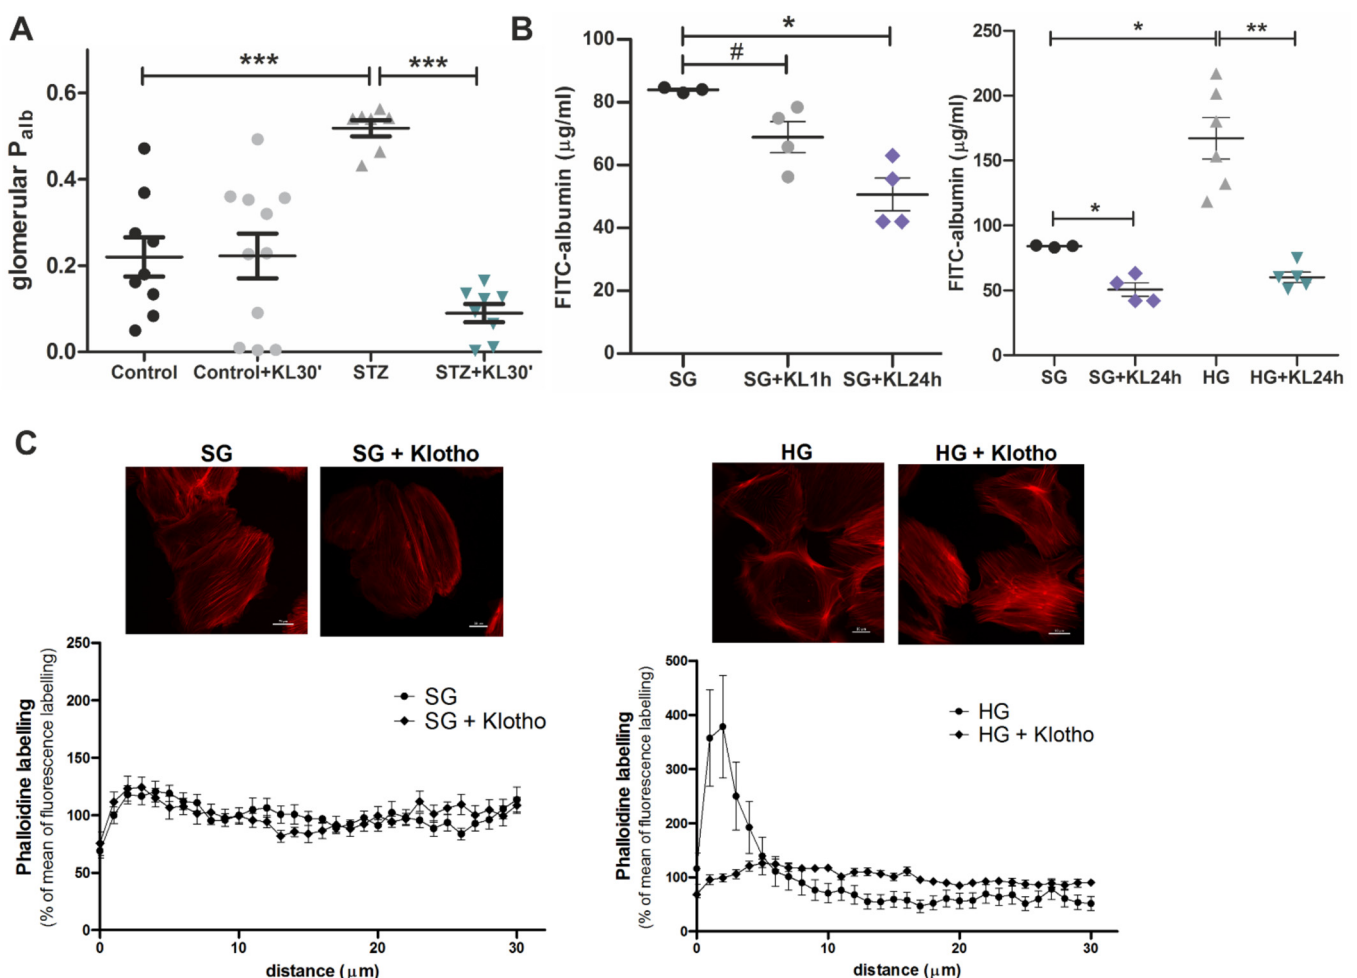 A
glomerular Palb
0.6
0.4
0.2
0.0
***
***
Control
Control+KL30'
STZ
STZ+KL30'
B
FITC-albumin (µg/ml)
100
80
60
40
20
0
*
#
SG
SG+KL1h
SG+KL24h
FITC-albumin (µg/ml)
250
200
150
100
50
0
*
**
*
SG
SG+KL24h
HG
HG+KL24h
C
SG
SG + Klotho
HG
HG + Klotho
Phalloidine labelling
(% of mean of fluorescence labelling)
250
200
150
100
50
0
SG
SG + Klotho
0
10
20
30
distance (µm)
Phalloidine labelling
(% of mean of fluorescence labelling)
500
400
300
200
100
0
HG
HG + Klotho
0
10
20
30
distance (µm)